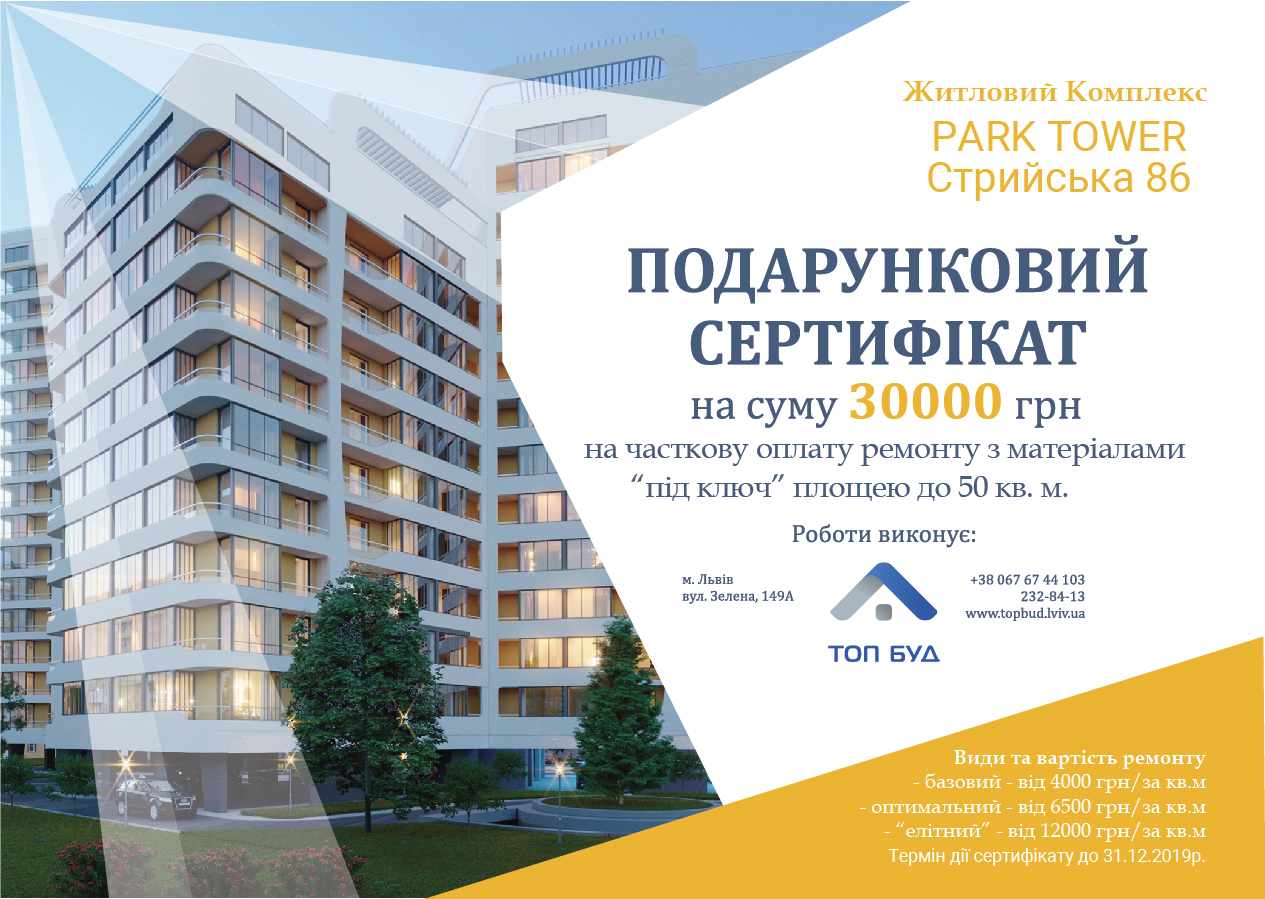 Житловий Комплекс
PARK TOWER
Стрийська 86
ПОДАРУНКОВИЙ
СЕРТИФІКАТ
на суму 30000 грн
на часткову оплату ремонту з матеріалами
“під ключ” площею до 50 кв. м.
Роботи виконує:
м. Львів
вул. Зелена, 149А
+38 067 67 44 103
232-84-13
www.topbud.lviv.ua
ТОП БУД
Види та вартість ремонту
- базовий - від 4000 грн/за кв.м
- оптимальний - від 6500 грн/за кв.м
- “елітний” - від 12000 грн/за кв.м
Термін дії сертифікату до 31.12.2019р.